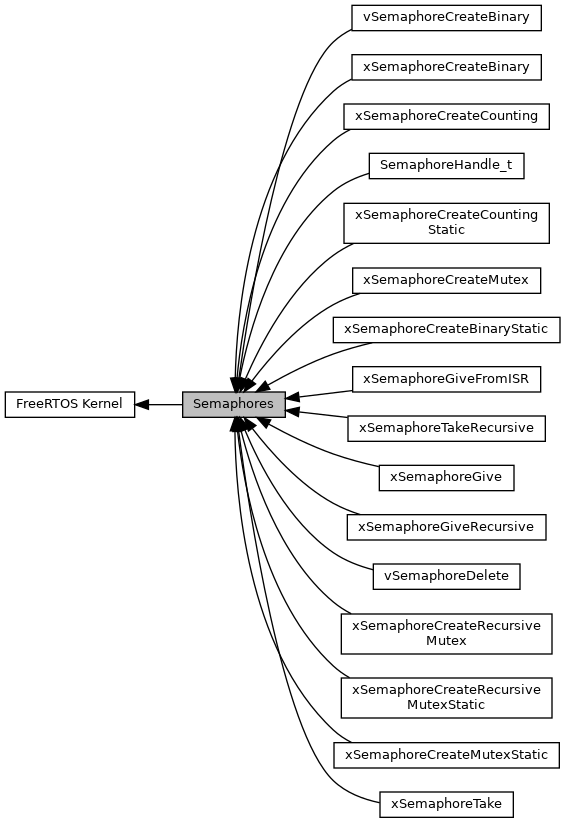 vSemaphoreCreateBinary
xSemaphoreCreateBinary
xSemaphoreCreateCounting
SemaphoreHandle_t
xSemaphoreCreateCounting
Static
xSemaphoreCreateMutex
xSemaphoreCreateBinaryStatic
xSemaphoreGiveFromISR
FreeRTOS Kernel
Semaphores
xSemaphoreTakeRecursive
xSemaphoreGive
xSemaphoreGiveRecursive
vSemaphoreDelete
xSemaphoreCreateRecursive
Mutex
xSemaphoreCreateRecursive
MutexStatic
xSemaphoreCreateMutexStatic
xSemaphoreTake